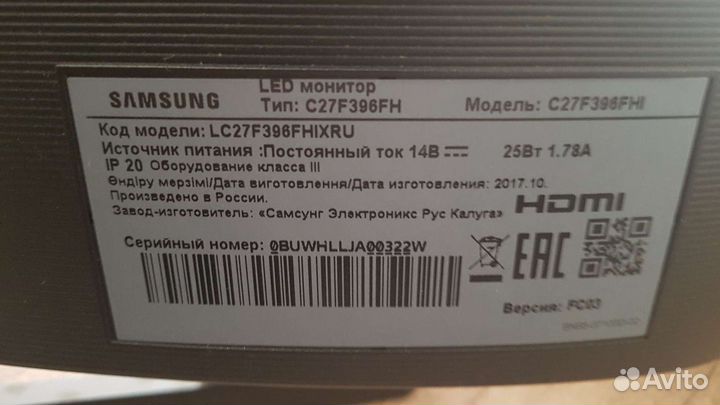 LED монитор
SAMSUNG Тип: C27F396FH Модель: C27F396FHI
Код модели: LC27F396FHIXRU
Источник питания :Постоянный ток 14В 25Вт 1.78А
IP 20 Оборудование класса III
Өндіру мерзімі/Дата виготовлення/Дата изготовления: 2017.10.
Произведено в России.
Завод-изготовитель: «Самсунг Электроникс Рус Калуга»
HDMI
Серийный номер: 0BUWHLLJA00322W
EAC
Версия: FC03
Avito